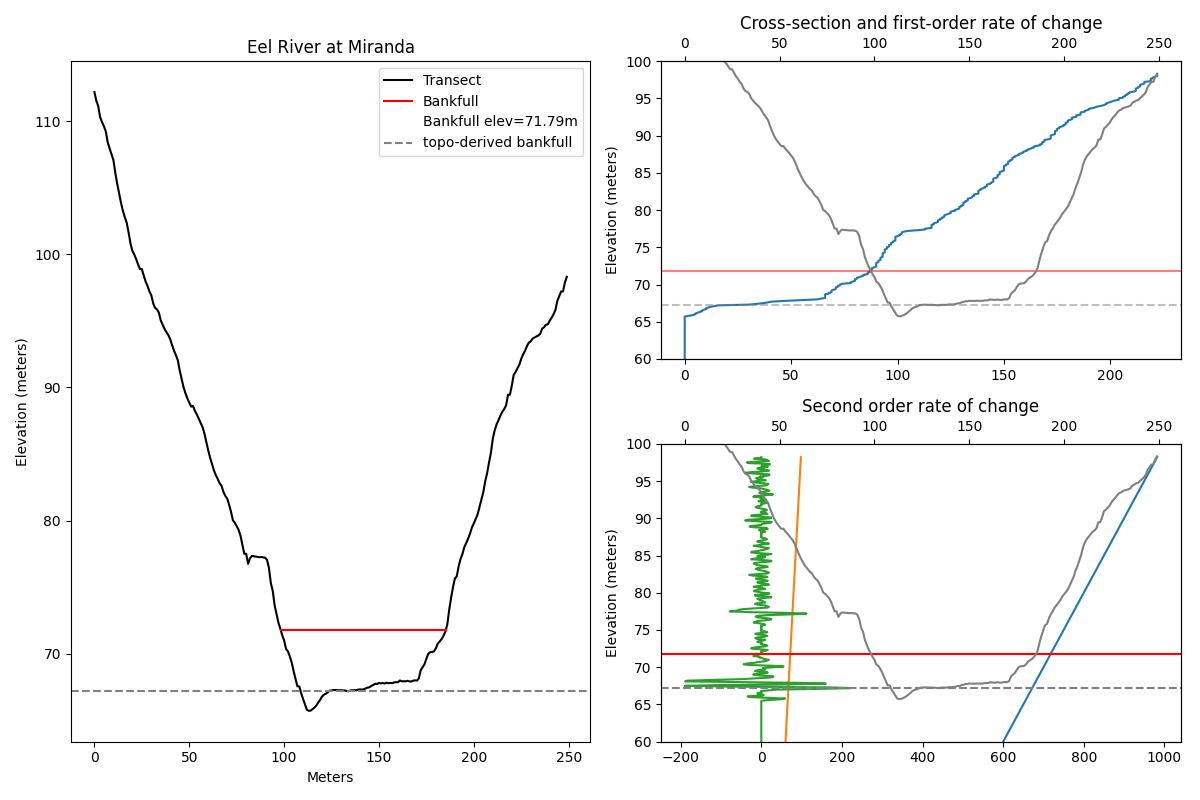 Eel River at Miranda
Transect
Bankfull
Bankfull elev=71.79m
topo-derived bankfull
110
100
90
80
70
Elevation (meters)
0 50 100 150 200 250
Meters
Cross-section and first-order rate of change
0 50 100 150 200 250
100
95
90
85
80
75
70
65
60
Elevation (meters)
0 50 100 150 200
Second order rate of change
0 50 100 150 200 250
100
95
90
85
80
75
70
65
60
Elevation (meters)
−200 0 200 400 600 800 1000